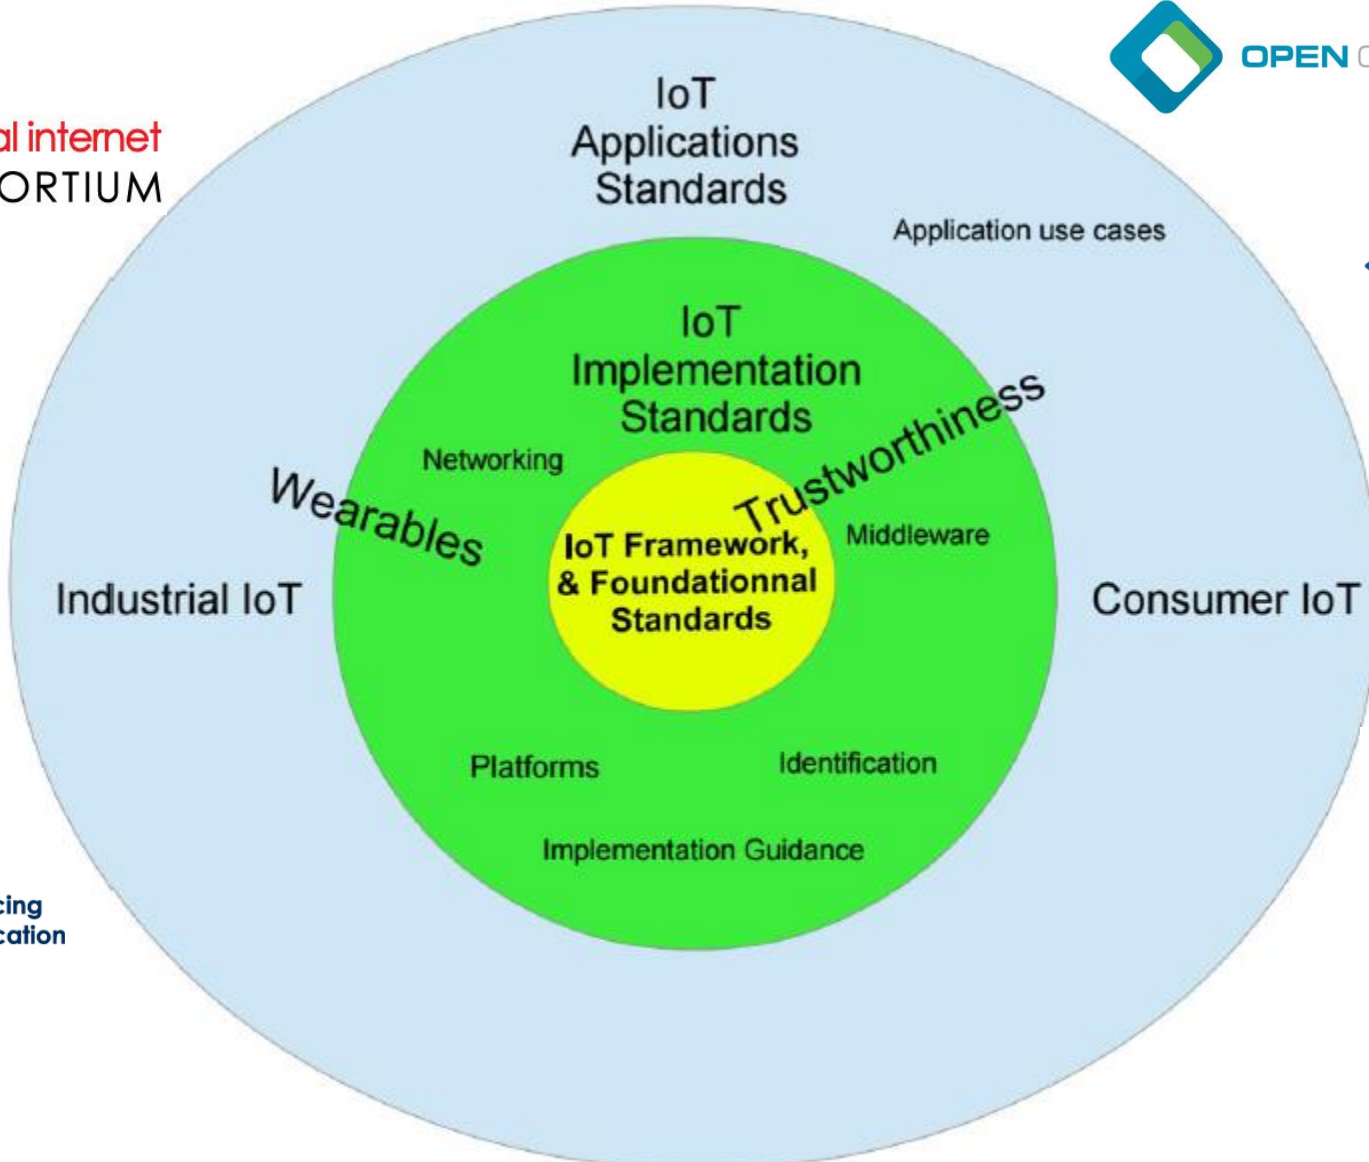 OPEN
al internet
ORTIUM
IoT
Applications
Standards
Application use cases
IoT
Implementation
Standards
Networking
Trustworthiness
Wearables
Middleware
IoT Framework,
& Foundationnal
Standards
Industrial IoT
Consumer IoT
Platforms
Identification
Implementation Guidance
cing
cation